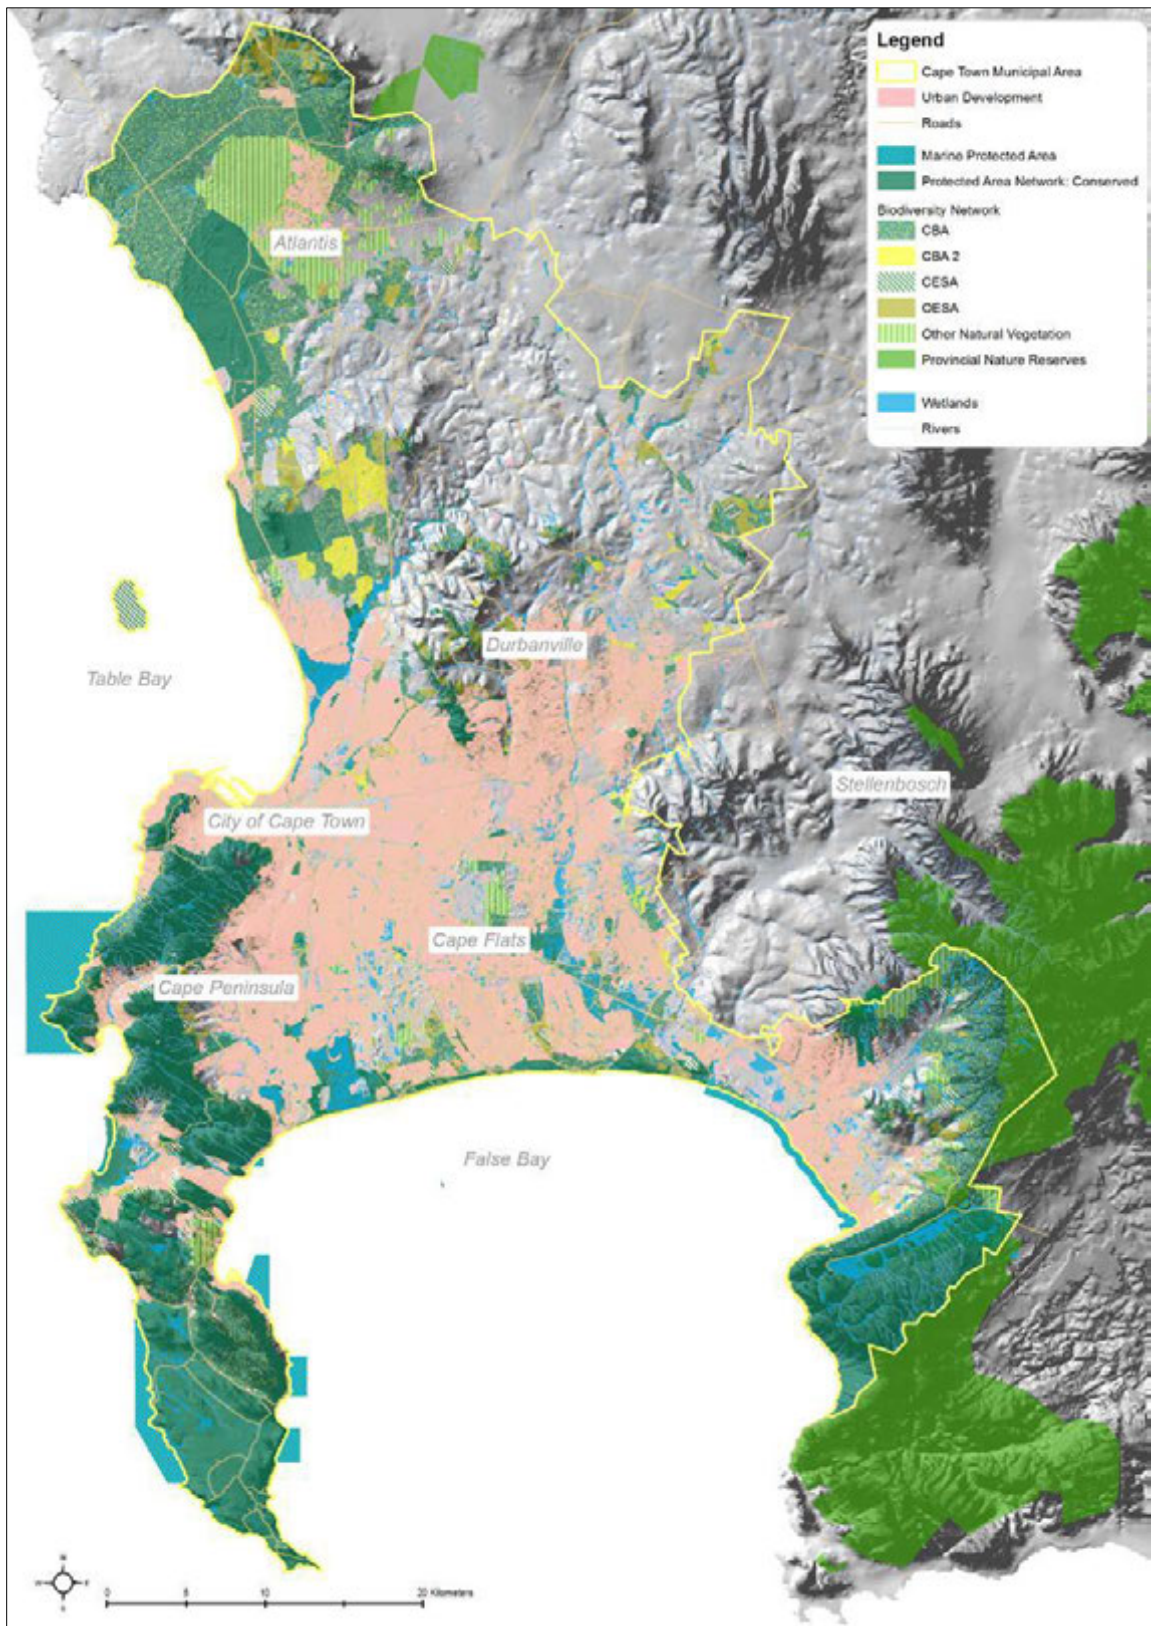 Legend
Cape Town Municipal Area
Urban Development
Roads
Marine Protected Area
Protected Area Network: Conserved
Biodiversity Network
CBA
CBA 2
CESA
OESA
Other Natural Vegetation
Provincial Nature Reserves
Wetlands
Rivers
Atlantis
Durbanville
Table Bay
Stellenbosch
City of Cape Town
Cape Flats
Cape Peninsula
False Bay
N
W E
S
0 5 10 20 Kilometers